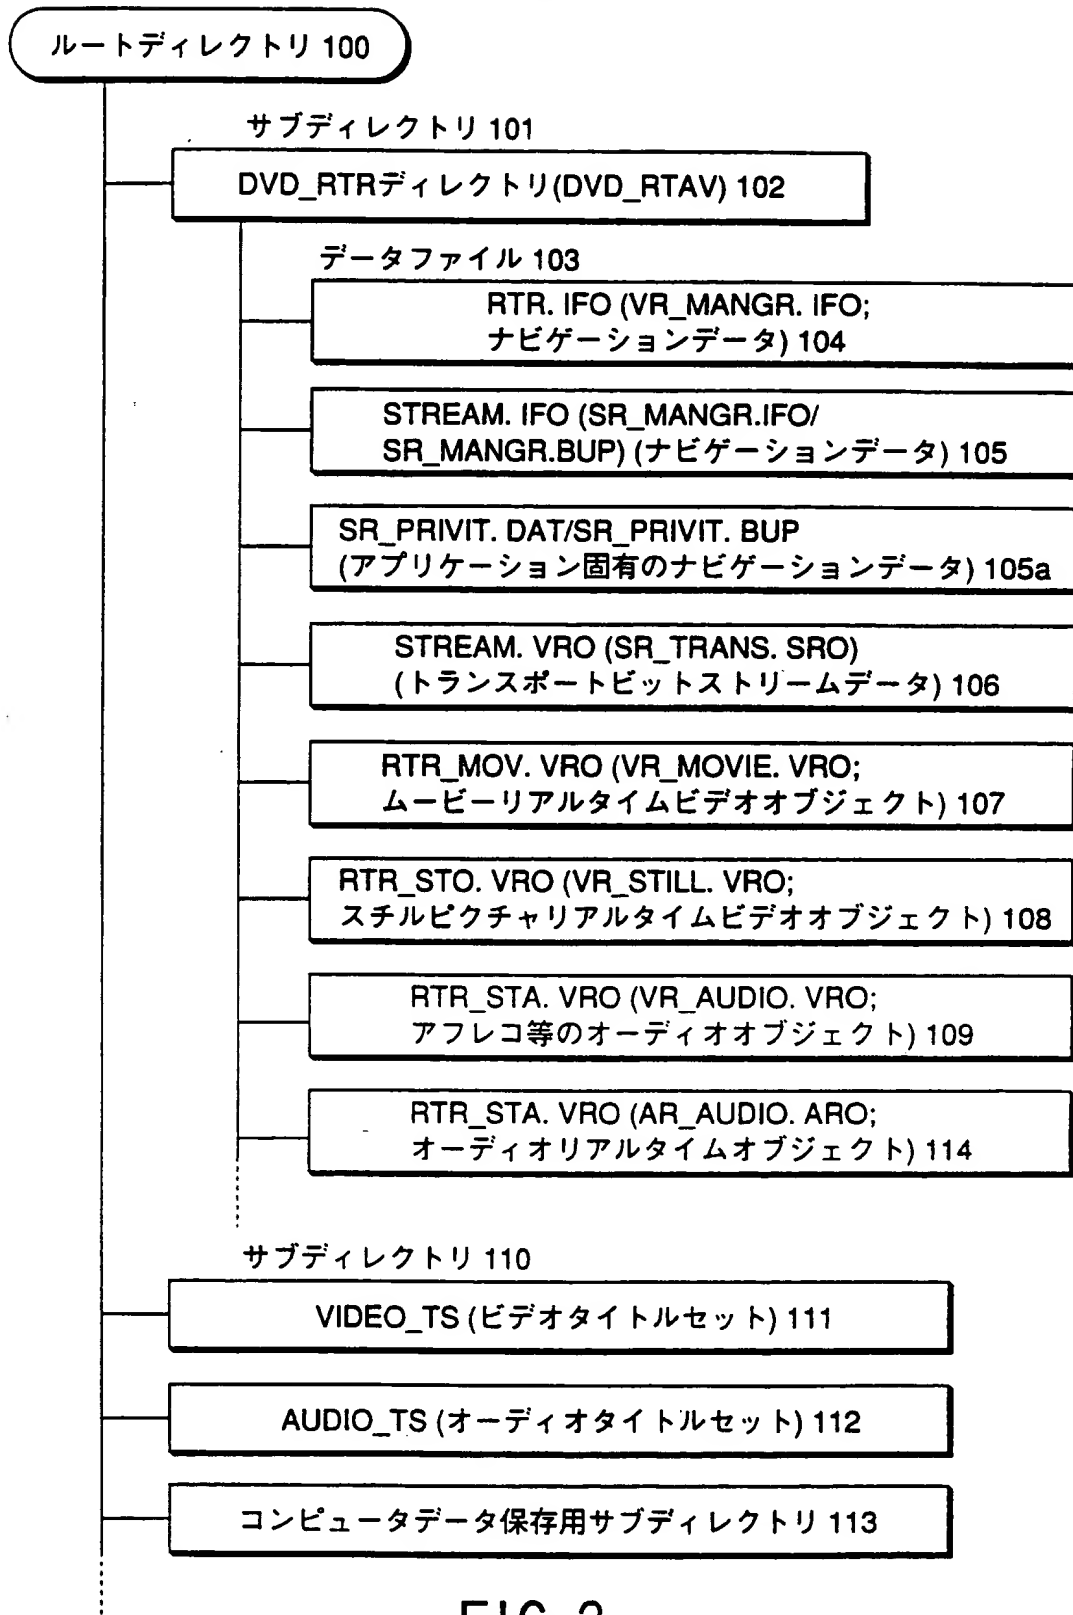 ルートディレクトリ 100
サブディレクトリ 101
DVD_RTRディレクトリ(DVD_RTAV) 102
データファイル 103
RTR. IFO (VR_MANGR. IFO;
ナビゲーションデータ) 104
STREAM. IFO (SR_MANGR.IFO/
SR_MANGR.BUP) (ナビゲーションデータ) 105
SR_PRIVIT. DAT/SR_PRIVIT. BUP
(アプリケーション固有のナビゲーションデータ) 105a
STREAM. VRO (SR_TRANS. SRO)
(トランスポートビットストリームデータ) 106
RTR_MOV. VRO (VR_MOVIE. VRO;
ムービーリアルタイムビデオオブジェクト) 107
RTR_STO. VRO (VR_STILL. VRO;
スチルピクチャリアルタイムビデオオブジェクト) 108
RTR_STA. VRO (VR_AUDIO. VRO;
アフレコ等のオーディオオブジェクト) 109
RTR_STA. VRO (AR_AUDIO. ARO;
オーディオリアルタイムオブジェクト) 114
サブディレクトリ 110
VIDEO_TS (ビデオタイトルセット) 111
AUDIO_TS (オーディオタイトルセット) 112
コンピュータデータ保存用サブディレクトリ 113